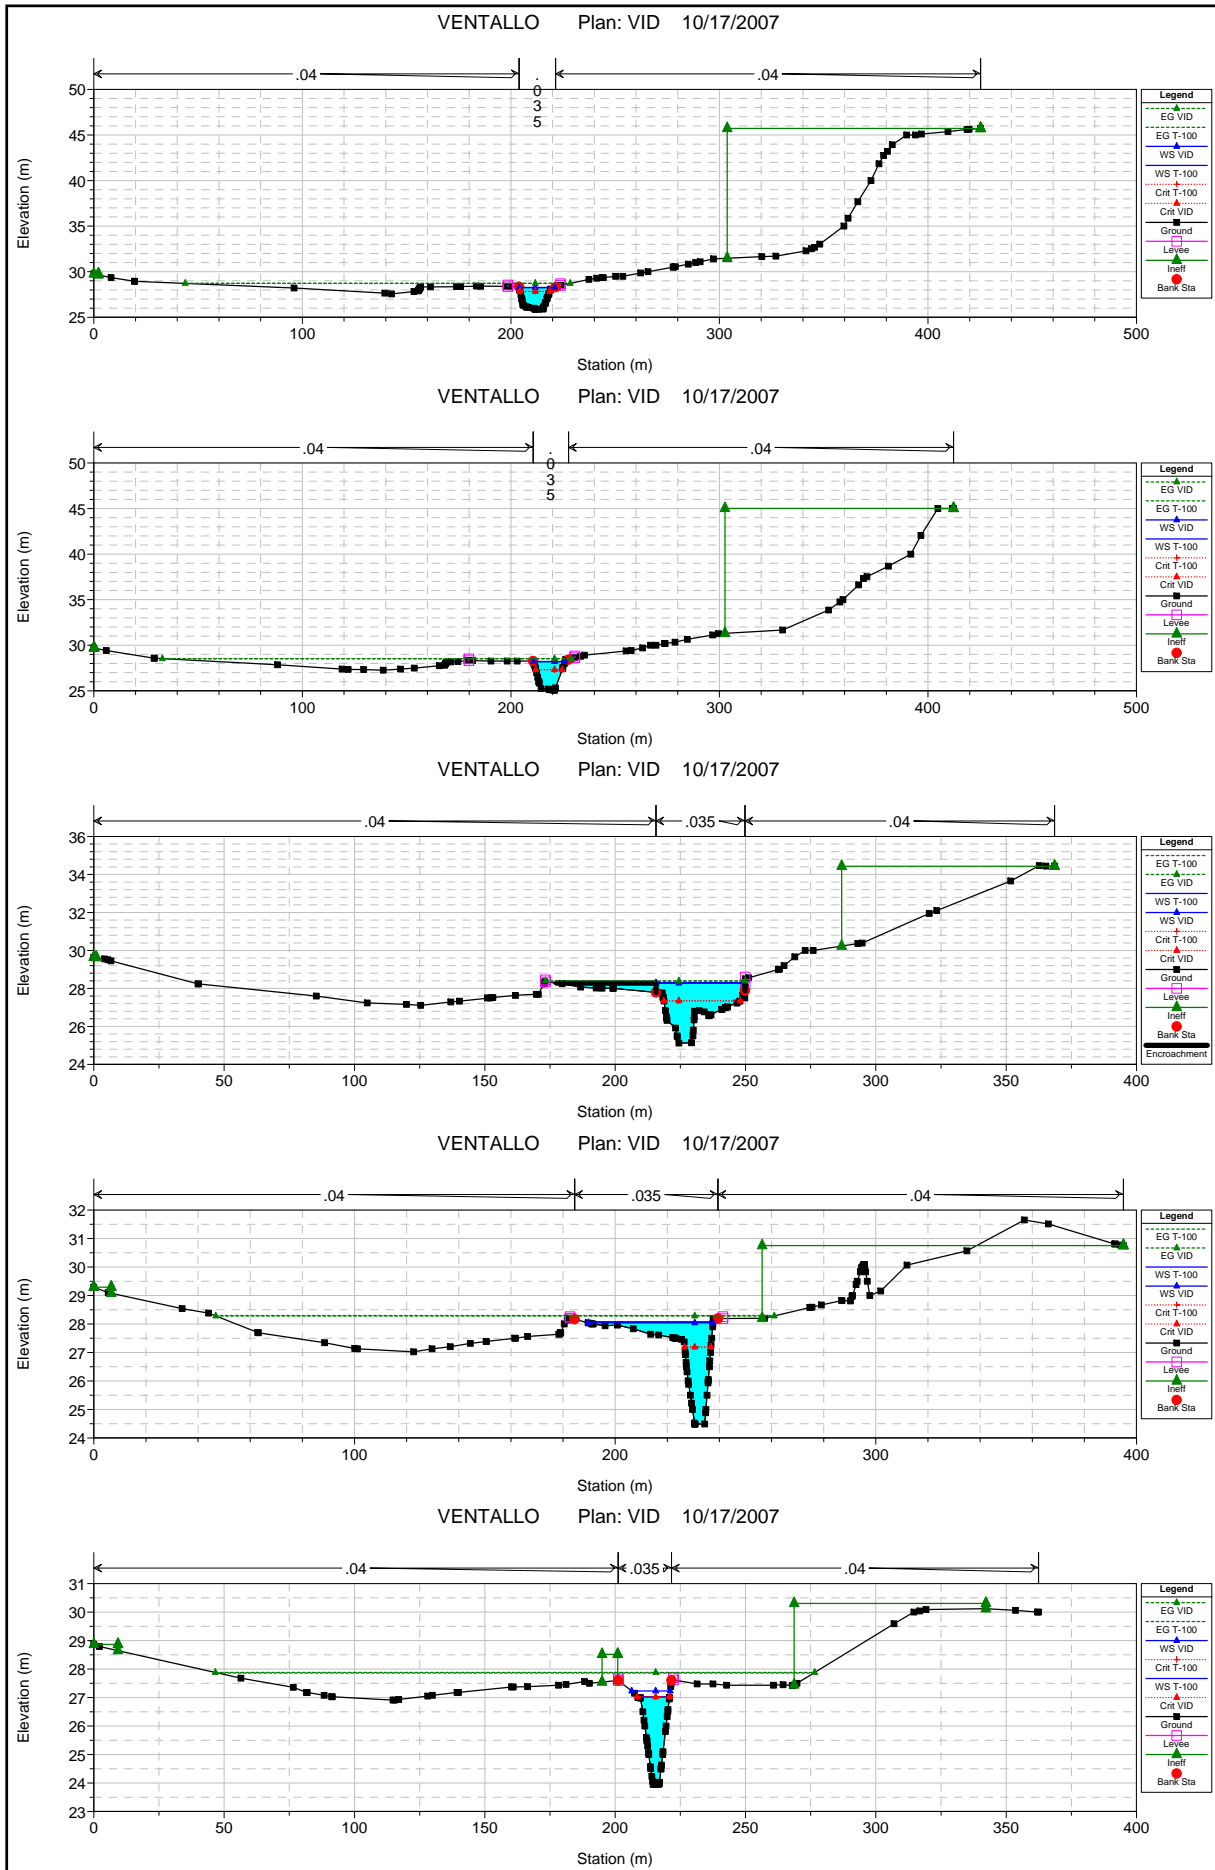 VENTALLO Plan: VID 10/17/2007
.04 .035 .04
Elevation (m)
50
45
40
35
30
25
0 100 200 300 400 500
Station (m)
Legend
EG VID
EG T-100
WS VID
WS T-100
Crit T-100
Crit VID
Ground
Levee
Ineff
Bank Sta
VENTALLO Plan: VID 10/17/2007
.04 .035 .04
Elevation (m)
50
45
40
35
30
25
0 100 200 300 400 500
Station (m)
Legend
EG VID
EG T-100
WS VID
WS T-100
Crit T-100
Crit VID
Ground
Levee
Ineff
Bank Sta
VENTALLO Plan: VID 10/17/2007
.04 .035 .04
Elevation (m)
36
34
32
30
28
26
24
0 50 100 150 200 250 300 350 400
Station (m)
Legend
EG T-100
EG VID
WS T-100
WS VID
Crit T-100
Crit VID
Ground
Levee
Ineff
Bank Sta
Encroachment
VENTALLO Plan: VID 10/17/2007
.04 .035 .04
Elevation (m)
32
31
30
29
28
27
26
25
24
0 100 200 300 400
Station (m)
Legend
EG T-100
EG VID
WS T-100
WS VID
Crit T-100
Crit VID
Ground
Levee
Ineff
Bank Sta
VENTALLO Plan: VID 10/17/2007
.04 .035 .04
Elevation (m)
31
30
29
28
27
26
25
24
23
0 50 100 150 200 250 300 350 400
Station (m)
Legend
EG VID
EG T-100
WS VID
Crit T-100
WS T-100
Crit VID
Ground
Levee
Ineff
Bank Sta